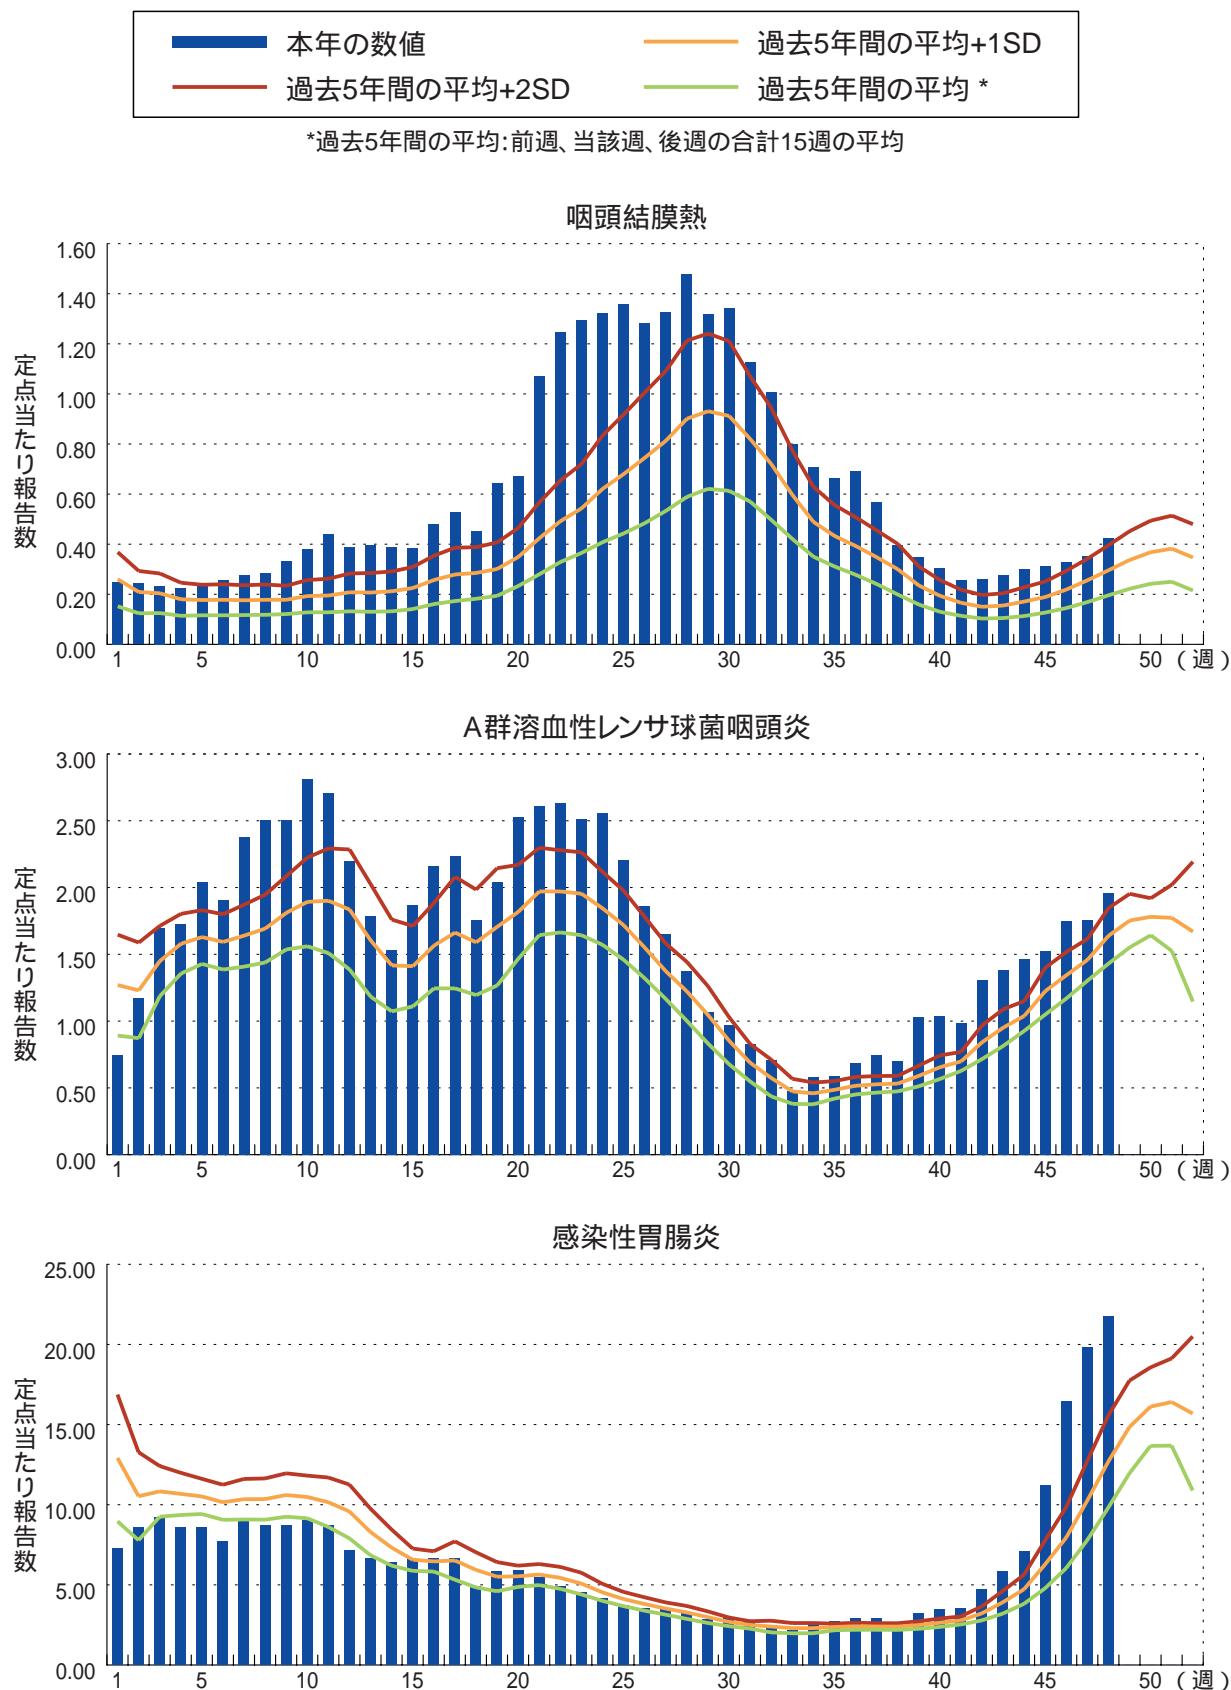 本年の数値
過去5年間の平均+1SD
過去5年間の平均+2SD
過去5年間の平均 *
*過去5年間の平均：前週、当該週、後週の合計15週の平均
咽頭結膜熱
定点当たり報告数
1.60
1.40
1.20
1.00
0.80
0.60
0.40
0.20
0.00
1 5 10 15 20 25 30 35 40 45 50 （週）
A群溶血性レンサ球菌咽頭炎
定点当たり報告数
3.00
2.50
2.00
1.50
1.00
0.50
0.00
1 5 10 15 20 25 30 35 40 45 50 （週）
感染性胃腸炎
定点当たり報告数
25.00
20.00
15.00
10.00
5.00
0.00
1 5 10 15 20 25 30 35 40 45 50 （週）